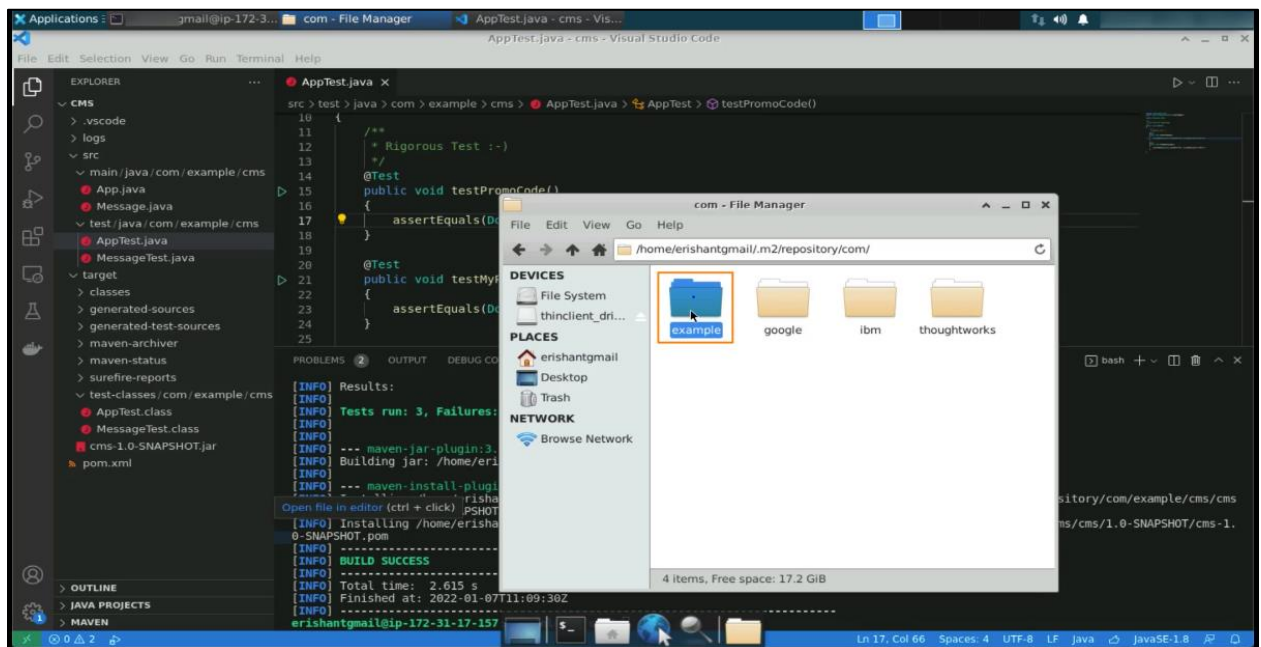 Applications
gmail@ip-172-3...
com - File Manager
AppTest.java - cms - Vis...
AppTest.java - cms - Visual Studio Code
File Edit Selection View Go Run Terminal Help
EXPLORER
CMS
.vscode
logs
src
main/java/com/example/cms
App.java
Message.java
test/java/com/example/cms
AppTest.java
MessageTest.java
target
classes
generated-sources
generated-test-sources
maven-archiver
maven-status
surefire-reports
test-classes/com/example/cms
AppTest.class
MessageTest.class
cms-1.0-SNAPSHOT.jar
pom.xml
OUTLINE
JAVA PROJECTS
MAVEN
AppTest.java
src > test > java > com > example > cms > AppTest.java > AppTest > testPromoCode()
10 {
11 /**
12 * Rigorous Test :-)
13 */
14 @Test
15 public void testPromoCode()
16 {
17 assertEquals(Do
18 }
19
20 @Test
21 public void testMyP
22 {
23 assertEquals(Do
24 }
25
PROBLEMS 2 OUTPUT DEBUG CO
bash
[INFO] Results:
[INFO]
[INFO] Tests run: 3, Failures:
[INFO]
[INFO]
[INFO] --- maven-jar-plugin:3.
[INFO] Building jar: /home/eri
[INFO]
[INFO] --- maven-install-plugi
risha
sitory/com/example/cms/cms
Open file in editor (ctrl + click)
PSHOT
[INFO] Installing /home/erisha
ms/cms/1.0-SNAPSHOT/cms-1.
0-SNAPSHOT.pom
[INFO] ------------------------
[INFO] BUILD SUCCESS
[INFO] ------------------------
[INFO] Total time: 2.615 s
[INFO] Finished at: 2022-01-07T11:09:30Z
[INFO] ------------------------
erishantgmail@ip-172-31-17-157
com - File Manager
File Edit View Go Help
/home/erishantgmail/.m2/repository/com/
DEVICES
File System
thinclient_dri...
PLACES
erishantgmail
Desktop
Trash
NETWORK
Browse Network
example
google
ibm
thoughtworks
4 items, Free space: 17.2 GiB
0 2
Ln 17, Col 66 Spaces: 4 UTF-8 LF Java JavaSE-1.8